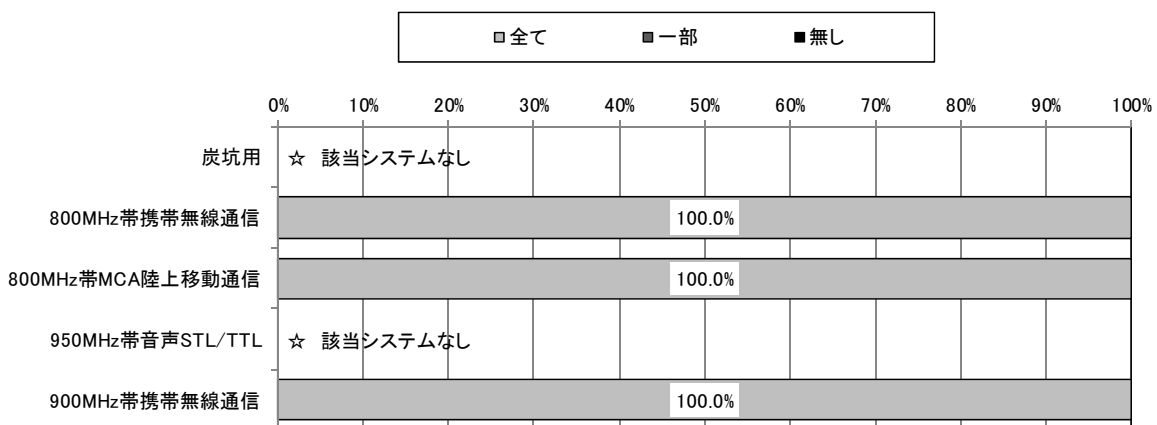 全て 一部 無し
0% 10% 20% 30% 40% 50% 60% 70% 80% 90% 100%
炭坑用 ☆ 該当システムなし
800MHz帯携帯無線通信 100.0%
800MHz帯MCA陸上移動通信 100.0%
950MHz帯音声STL/TTL ☆ 該当システムなし
900MHz帯携帯無線通信 100.0%